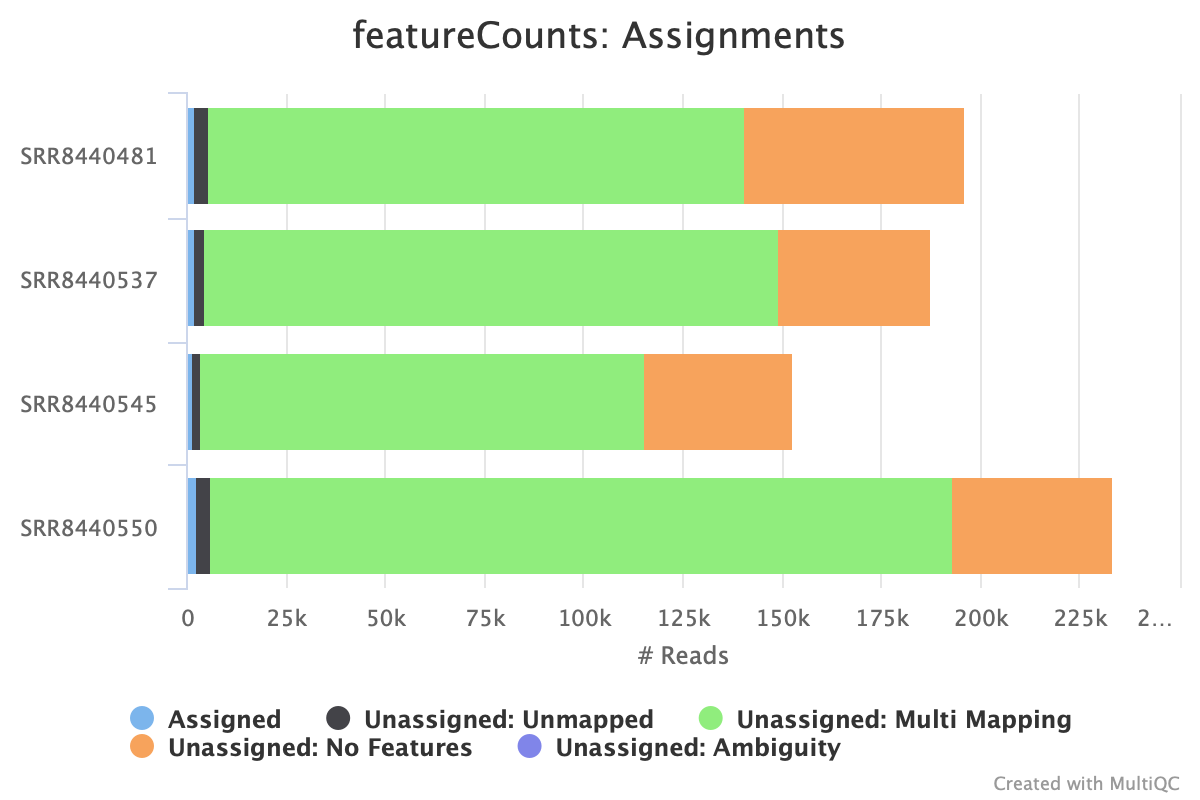 featureCounts: Assignments
SRR8440481
SRR8440537
SRR8440545
SRR8440550
0 25k 50k 75k 100k 125k 150k 175k 200k 225k 2...
# Reads
Assigned Unassigned: Unmapped Unassigned: Multi Mapping
Unassigned: No Features Unassigned: Ambiguity
Created with MultiQC